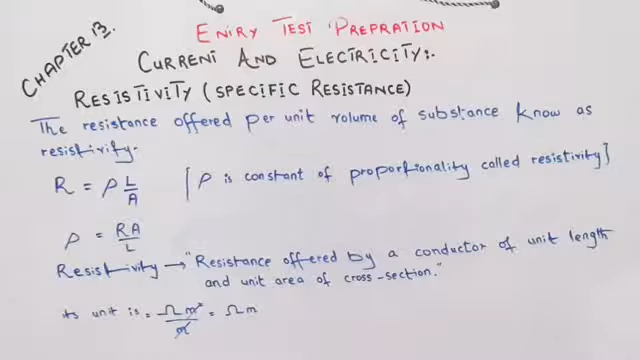 CHAPTER 13.
ENIRY TEST PREPRATION
CURRENT AND ELECTRICITY:.
RESISTIVITY (SPECIFIC RESISTANCE)
The resistance offered per unit volume of substance know as
resistivity.
R = ρ L/A [ρ is constant of proportionality called resistivity]
ρ = RA/L
Resistivity → "Resistance offered by a conductor of unit length
and unit area of cross-section."
its unit is = Ωm²/m = Ωm